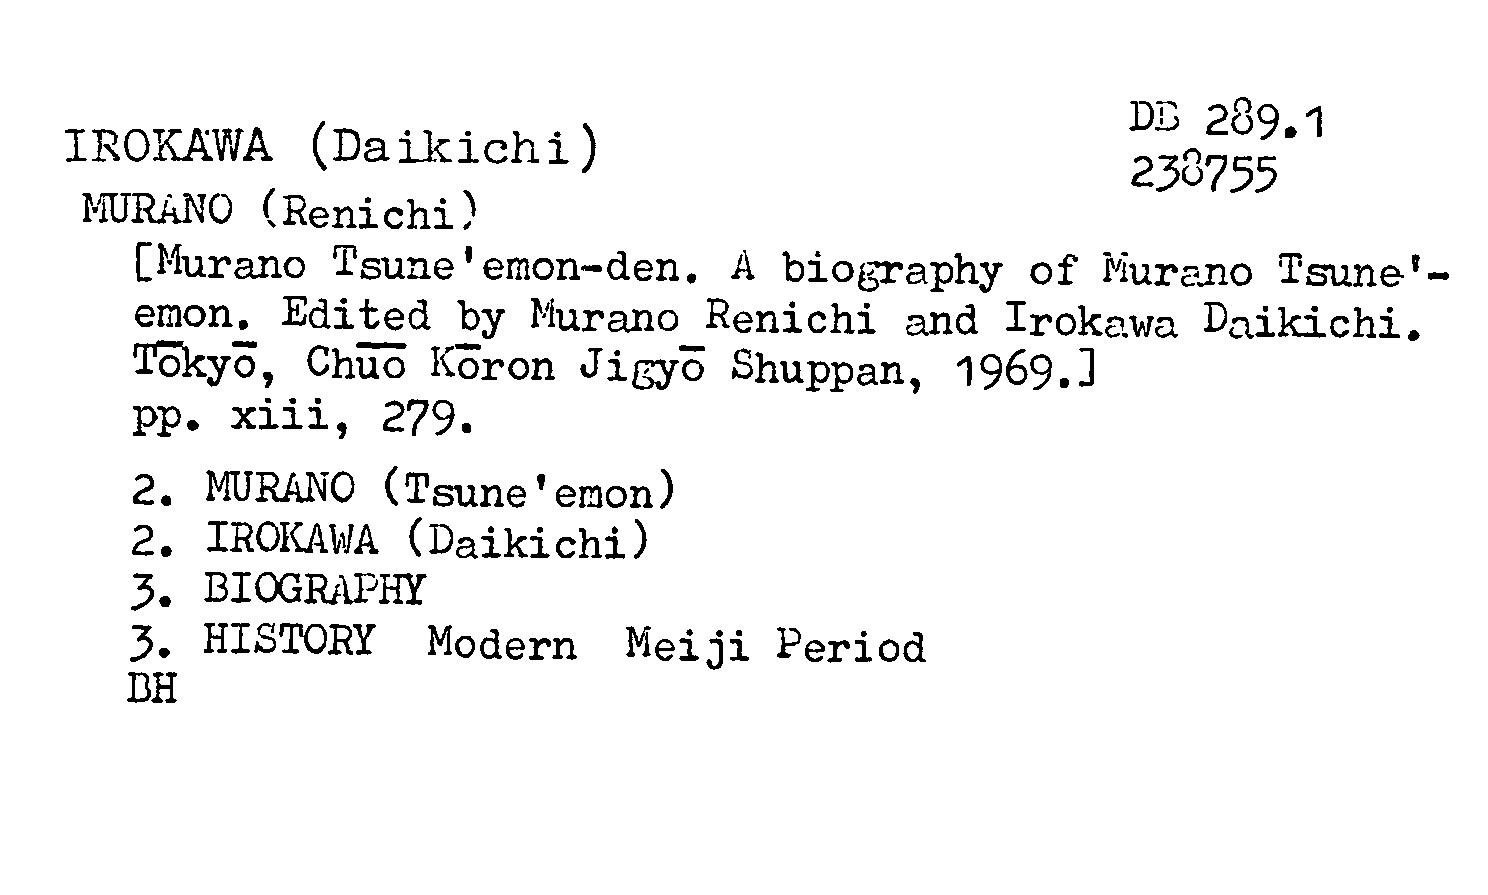 IROKAWA (Daikichi)
DB 289.1
238755
MURANO (Renichi)
[Murano Tsune'emon-den. A biography of Murano Tsune'-
emon. Edited by Murano Renichi and Irokawa Daikichi.
Tōkyō, Chūō Kōron Jigyō Shuppan, 1969.]
pp. xiii, 279.
2. MURANO (Tsune'emon)
2. IROKAWA (Daikichi)
3. BIOGRAPHY
3. HISTORY Modern Meiji Period
BH